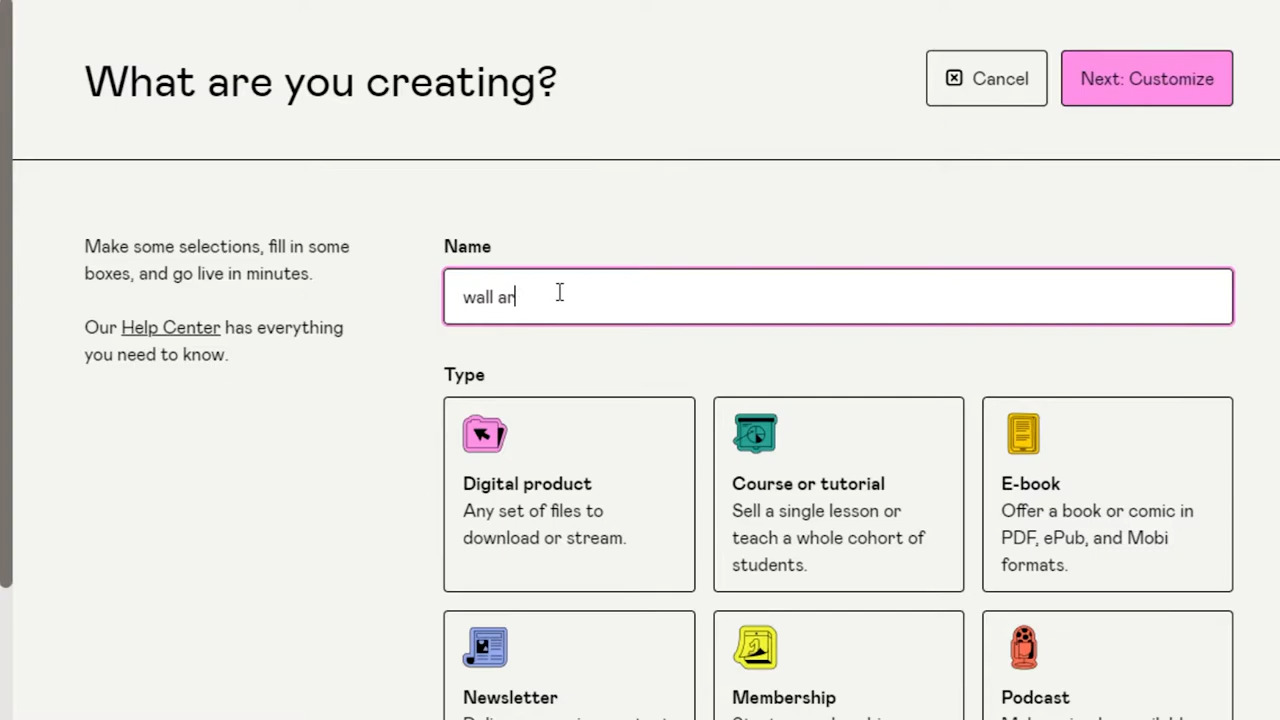 What are you creating?
Cancel
Next: Customize
Make some selections, fill in some
boxes, and go live in minutes.
Our Help Center has everything
you need to know.
Name
wall ar
Type
Digital product
Any set of files to
download or stream.
Course or tutorial
Sell a single lesson or
teach a whole cohort of
students.
E-book
Offer a book or comic in
PDF, ePub, and Mobi
formats.
Newsletter
Membership
Podcast